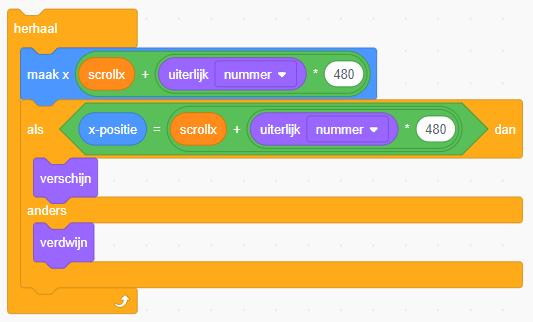 herhaal
maak x scrollx + uiterlijk nummer * 480
als x-positie = scrollx + uiterlijk nummer * 480 dan
verschijn
anders
verdwijn